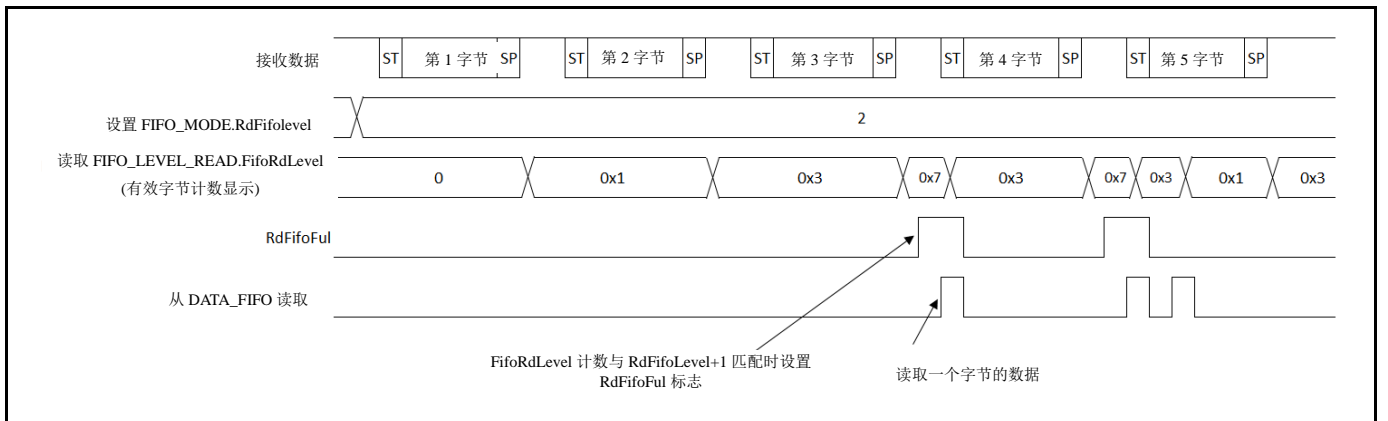 接收数据 ST 第 1 字节 SP ST 第 2 字节 SP ST 第 3 字节 SP ST 第 4 字节 SP ST 第 5 字节 SP
设置 FIFO_MODE.RdFifolevel 2
读取 FIFO_LEVEL_READ.FifoRdLevel
(有效字节计数显示)
0 0x1 0x3 0x7 0x3 0x7 0x3 0x1 0x3
RdFifoFul
从 DATA_FIFO 读取
FifoRdLevel 计数与 RdFifoLevel+1 匹配时设置
RdFifoFul 标志
读取一个字节的数据